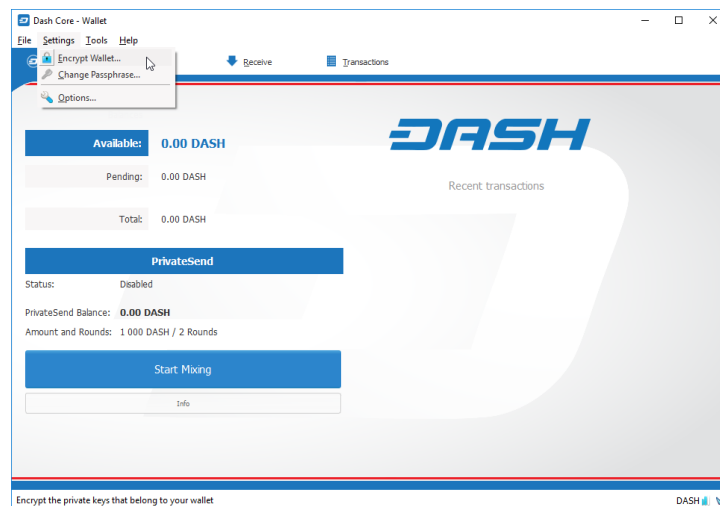 Dash Core - Wallet
File Settings Tools Help
Encrypt Wallet...
Change Passphrase...
Options...
Receive
Transactions
DASH
Available: 0.00 DASH
Pending: 0.00 DASH
Total: 0.00 DASH
Recent transactions
PrivateSend
Status: Disabled
PrivateSend Balance: 0.00 DASH
Amount and Rounds: 1 000 DASH / 2 Rounds
Start Mixing
Info
Encrypt the private keys that belong to your wallet
DASH